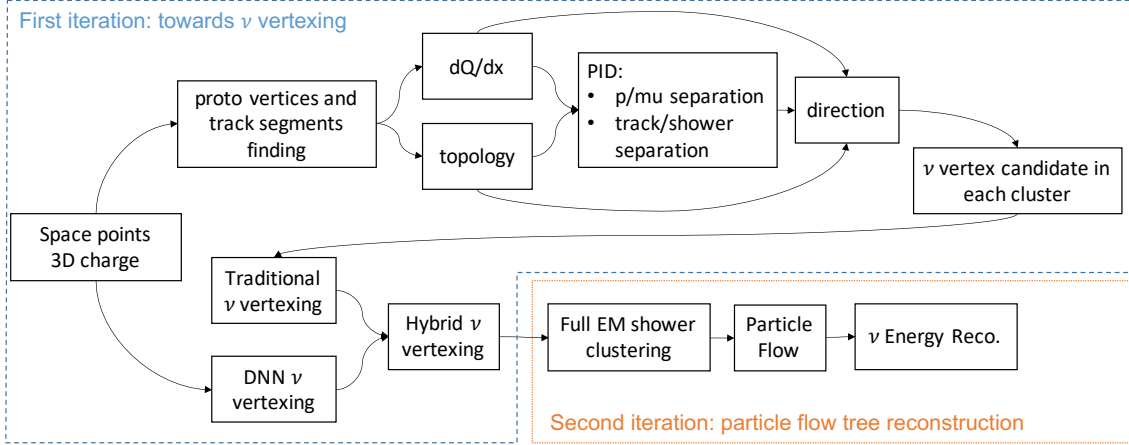 First iteration: towards ν vertexing
dQ/dx
PID:
• p/mu separation
• track/shower
separation
proto vertices and
track segments
finding
direction
topology
ν vertex candidate in
each cluster
Space points
3D charge
Traditional
ν vertexing
Hybrid ν
vertexing
Full EM shower
clustering
Particle
Flow
ν Energy Reco.
DNN ν
vertexing
Second iteration: particle flow tree reconstruction